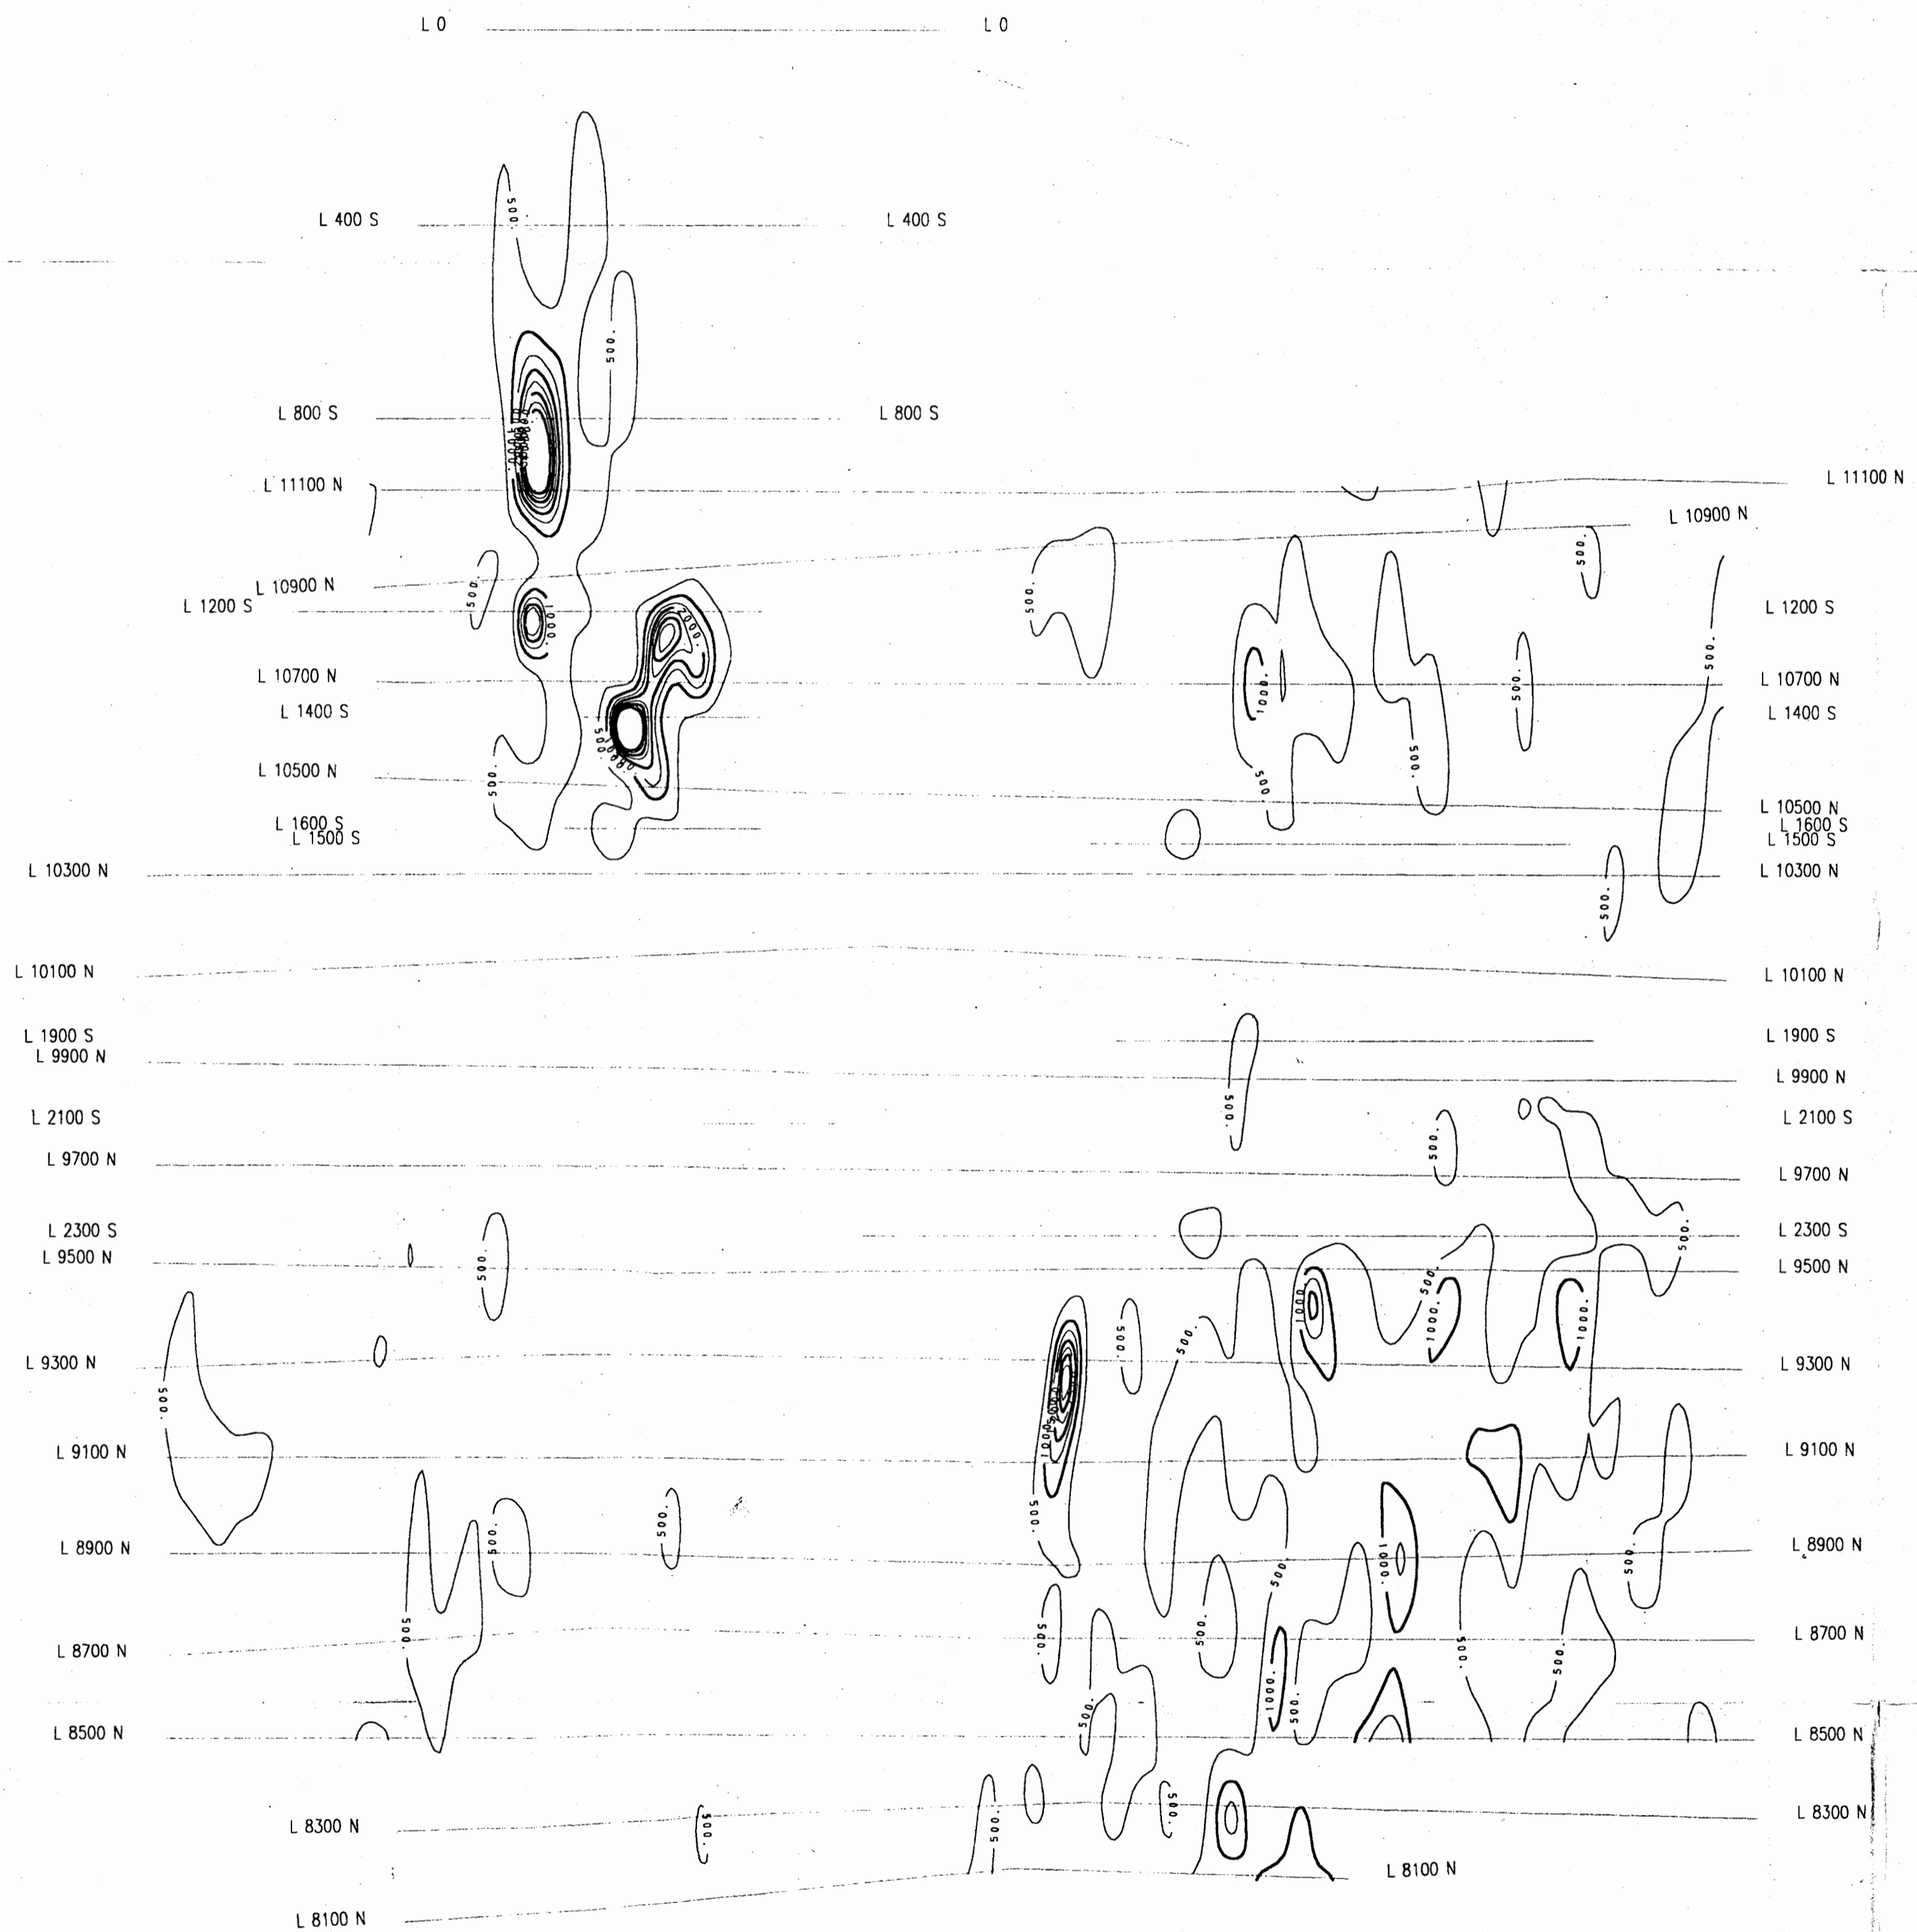 L 0 L 0
500.
L 400 S L 400 S
500.
L 800 S L 800 S
L 11100 N L 11100 N
L 10900 N
500.
500. L 10900 N 500.
L 1200 S 1000. 2000. L 1200 S
500.
L 10700 N 1000. 500. L 10700 N
L 1400 S L 1400 S
500.
L 10500 N 500. 500.
L 10500 N
L 1600 S L 1600 S
L 1500 S L 1500 S
L 10300 N L 10300 N
500.
L 10100 N L 10100 N
L 1900 S L 1900 S
L 9900 N L 9900 N
500.
L 2100 S L 2100 S
500.
L 9700 N L 9700 N
L 2300 S L 2300 S
500.
L 9500 N 500. L 9500 N
500.
1000. 1000. 1000.
500. 500.
L 9300 N L 9300 N
500.
L 9100 N 1000. L 9100 N
500. 500. 500.
L 8900 N 1000. L 8900 N
500. 500.
500. 500. 500. L 8700 N
L 8700 N 500. 500.
1000. 500.
500.
L 8500 N L 8500 N
500. L 8300 N
L 8300 N 500. 500.
L 8100 N
L 8100 N